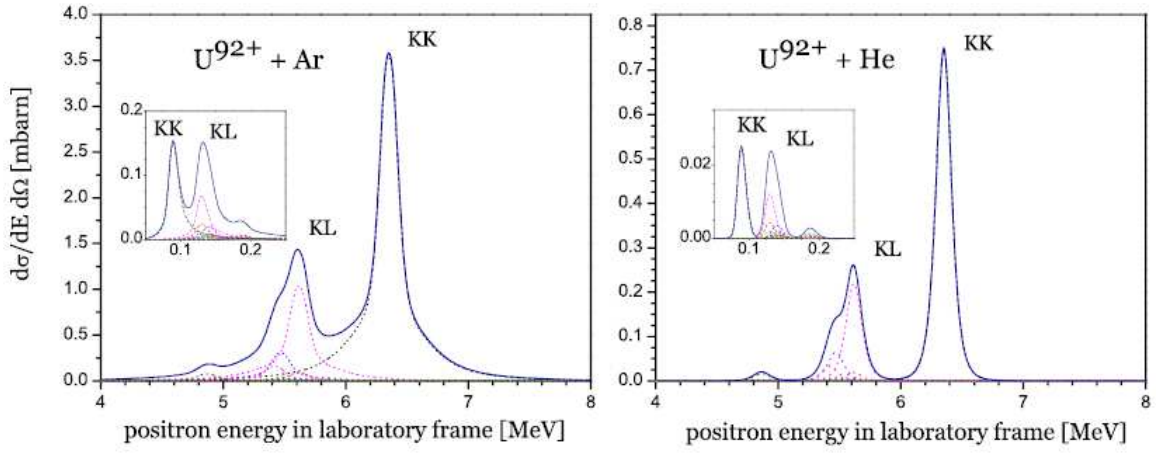 dσ/dE dΩ [mbarn]
4.0
3.5
3.0
2.5
2.0
1.5
1.0
0.5
0.0
U92+ + Ar
KK
KL
0.2
0.1
0.0
KK
KL
0.1 0.2
4 5 6 7 8
positron energy in laboratory frame [MeV]
0.8
0.7
0.6
0.5
0.4
0.3
0.2
0.1
0.0
U92+ + He
KK
KL
0.02
0.00
KK
KL
0.1 0.2
4 5 6 7 8
positron energy in laboratory frame [MeV]